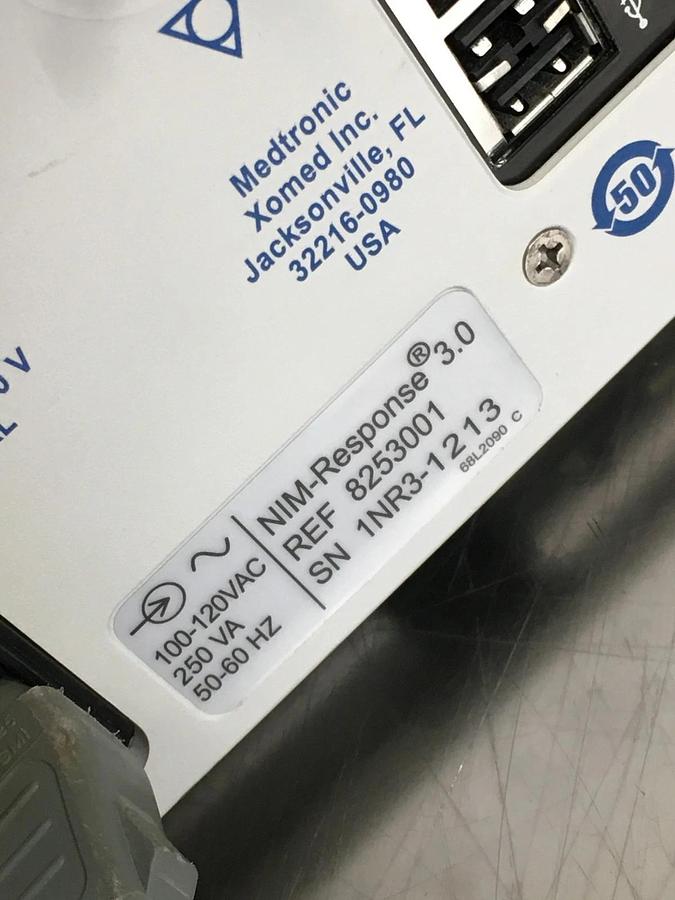 Medtronic
Xomed Inc.
Jacksonville, FL
32216-0980
USA
50
V
NIM-Response® 3.0
REF 8253001
SN 1NR3-1213
68L2090 C
100-120VAC
250 VA
50-60 HZ